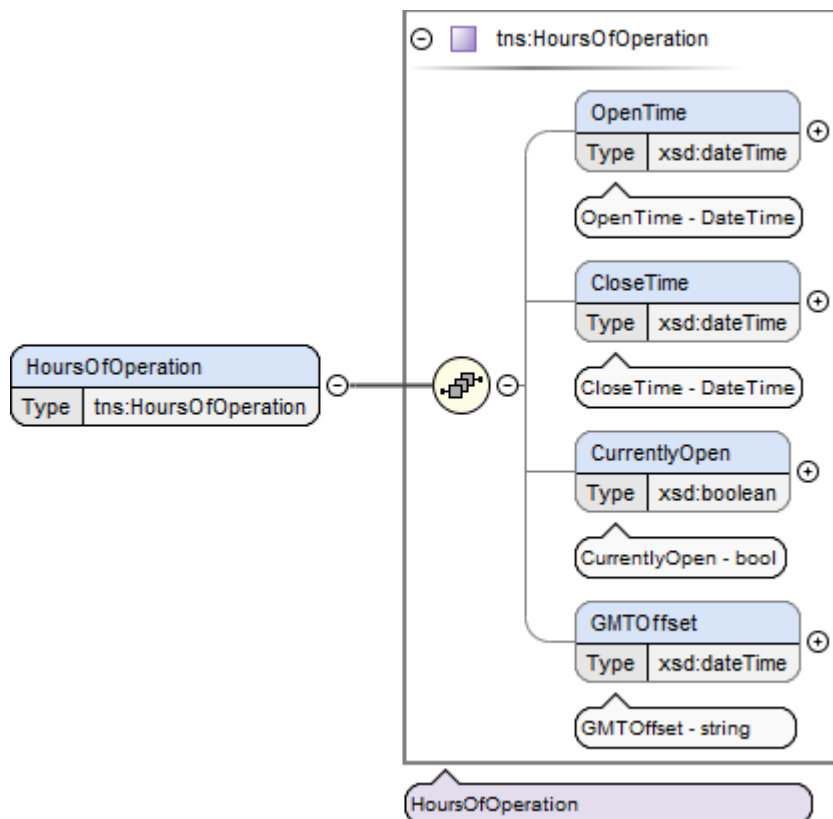 tns:HoursOfOperation
OpenTime
Type xsd:dateTime
OpenTime - DateTime
CloseTime
Type xsd:dateTime
CloseTime - DateTime
HoursOfOperation
Type tns:HoursOfOperation
CurrentlyOpen
Type xsd:boolean
CurrentlyOpen - bool
GMTOffset
Type xsd:dateTime
GMTOffset - string
HoursOfOperation